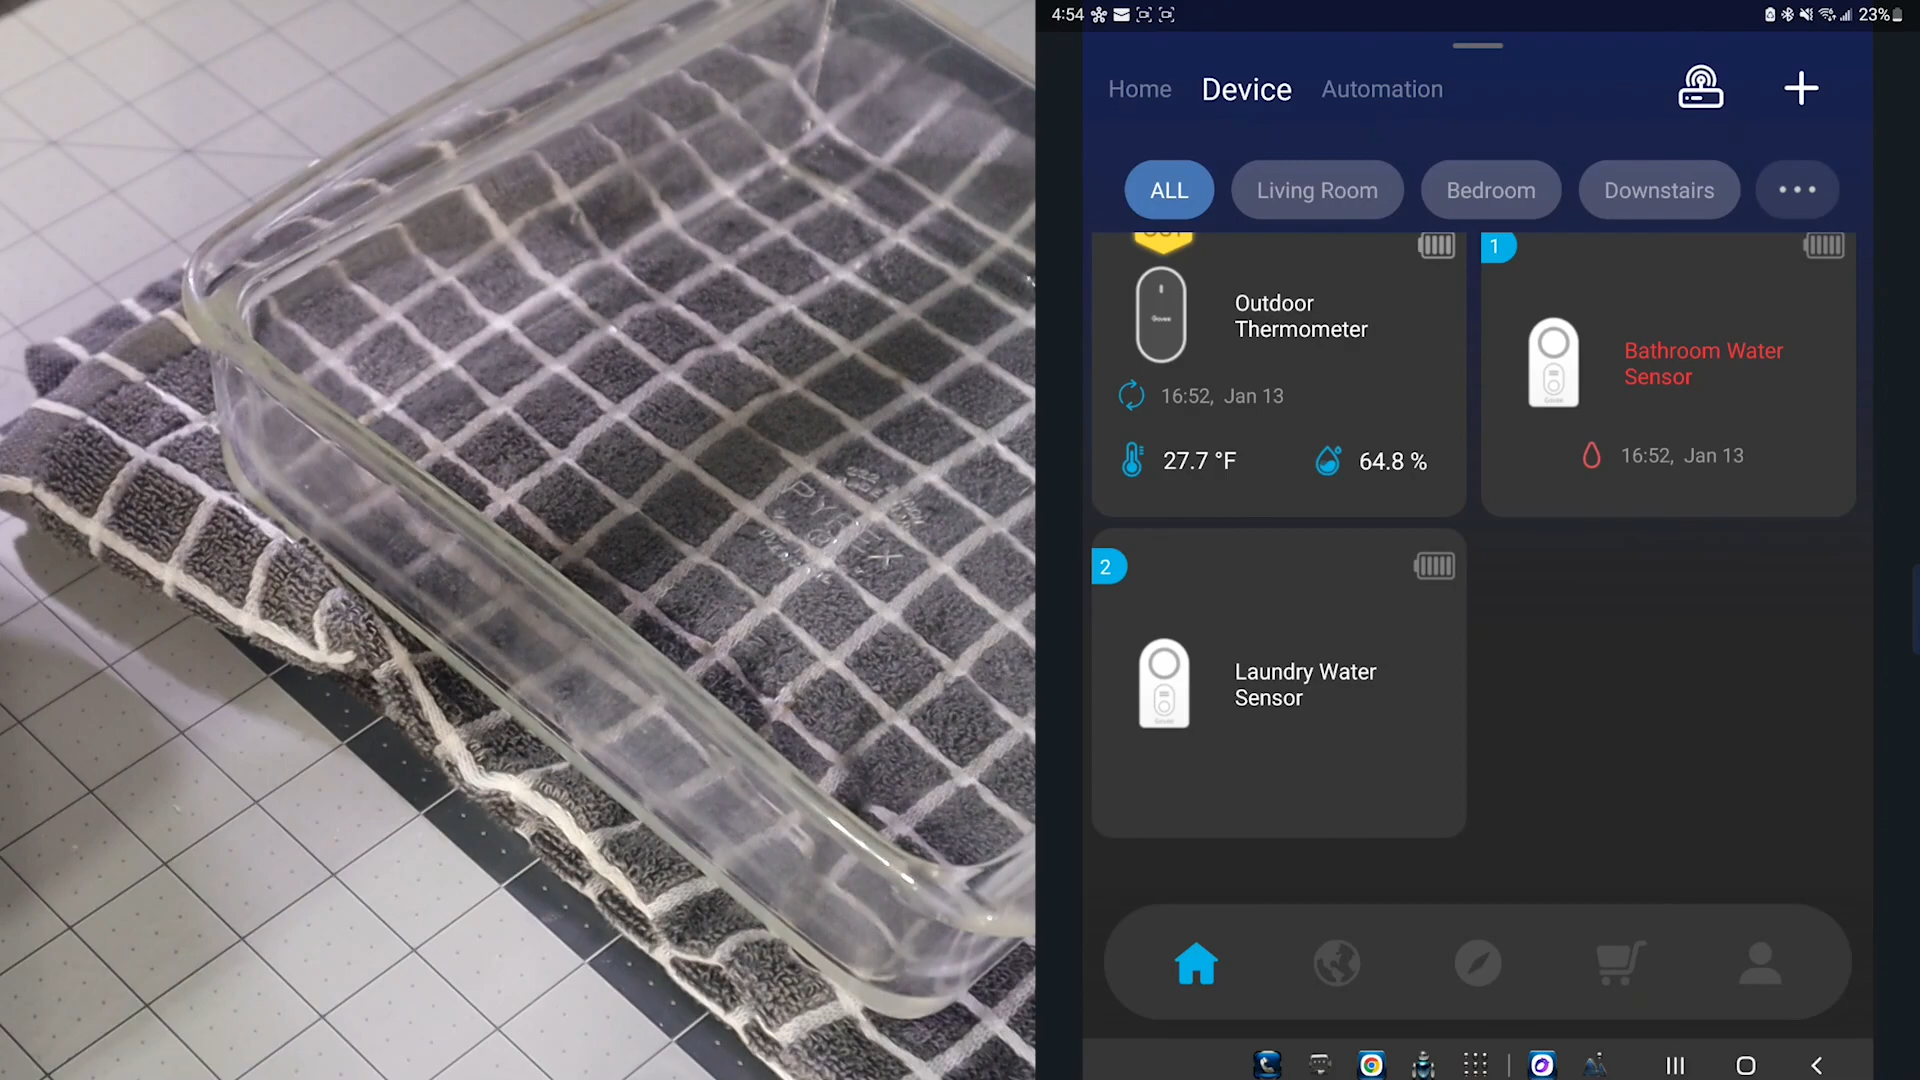 4:54
23%
Home
Device
Automation
ALL
Living Room
Bedroom
Downstairs
Outdoor
Thermometer
16:52, Jan 13
27.7 °F
64.8 %
1
Bathroom Water
Sensor
16:52, Jan 13
2
Laundry Water
Sensor
PYREX